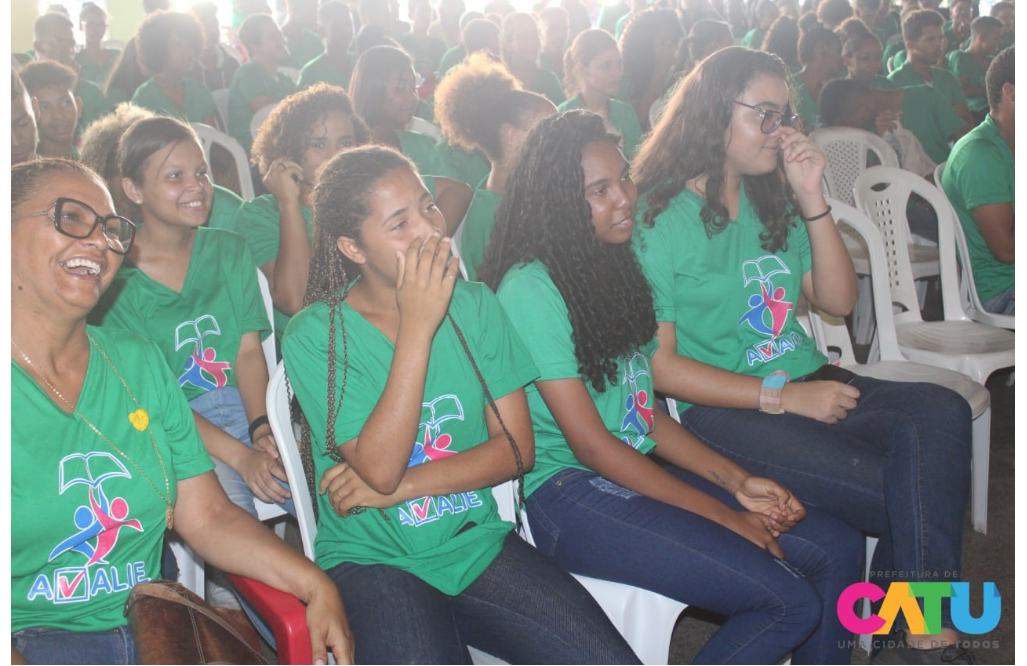 AVALIE
AVALIE
AVALIE
AVALIE
PREFEITURA DE
CATU
UMA CIDADE DE TODOS